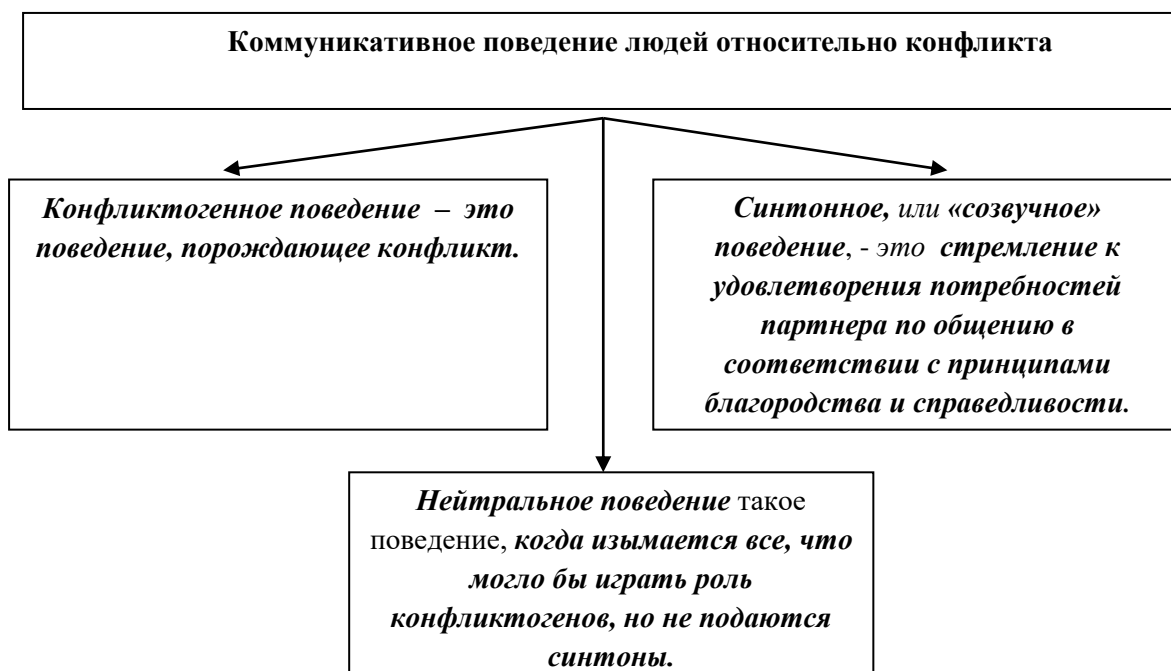 Коммуникативное поведение людей относительно конфликта
Конфликтогенное поведение – это
поведение, порождающее конфликт.
Синтонное, или «созвучное»
поведение, - это стремление к
удовлетворения потребностей
партнера по общению в
соответствии с принципами
благородства и справедливости.
Нейтральное поведение такое
поведение, когда изымается все, что
могло бы играть роль
конфликтогенов, но не подаются
синтоны.